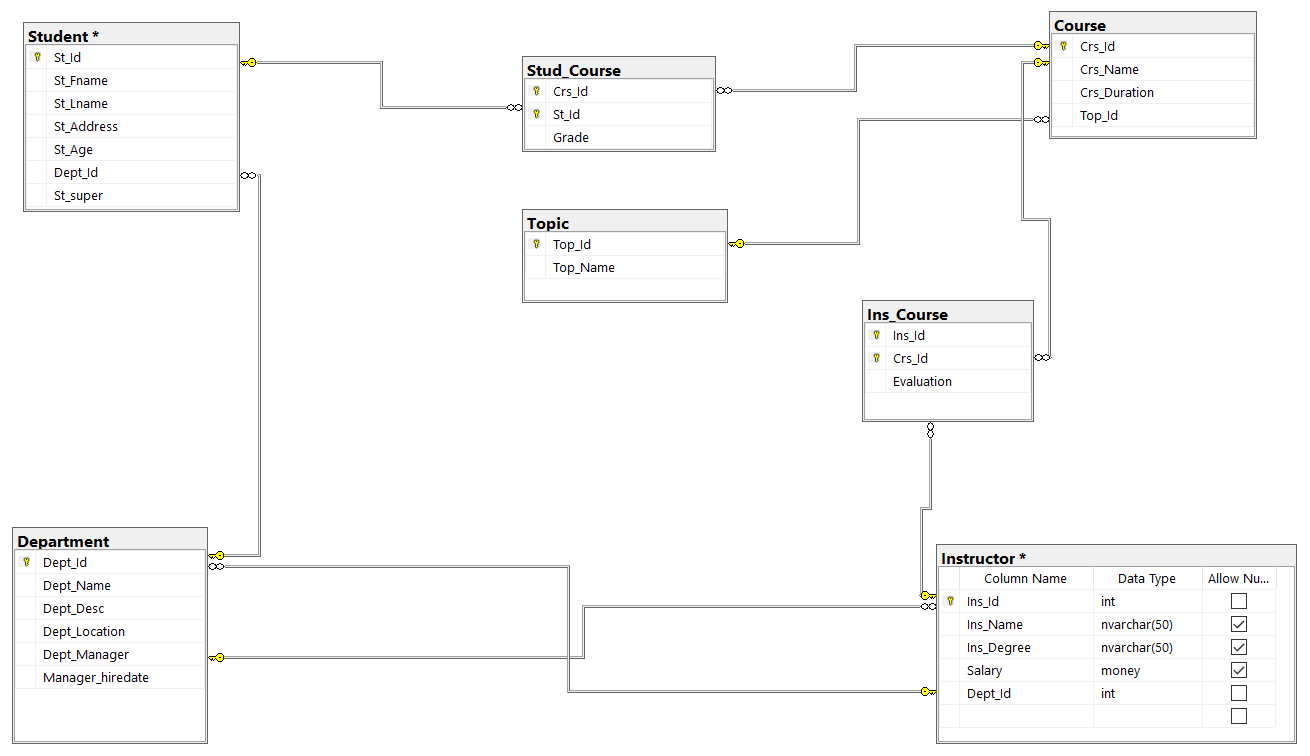 Student *
St_Id
St_Fname
St_Lname
St_Address
St_Age
Dept_Id
St_super
Stud_Course
Crs_Id
St_Id
Grade
Course
Crs_Id
Crs_Name
Crs_Duration
Top_Id
Topic
Top_Id
Top_Name
Ins_Course
Ins_Id
Crs_Id
Evaluation
Department
Dept_Id
Dept_Name
Dept_Desc
Dept_Location
Dept_Manager
Manager_hiredate
Instructor *
Column Name Data Type Allow Nu...
Ins_Id int
Ins_Name nvarchar(50)
Ins_Degree nvarchar(50)
Salary money
Dept_Id int